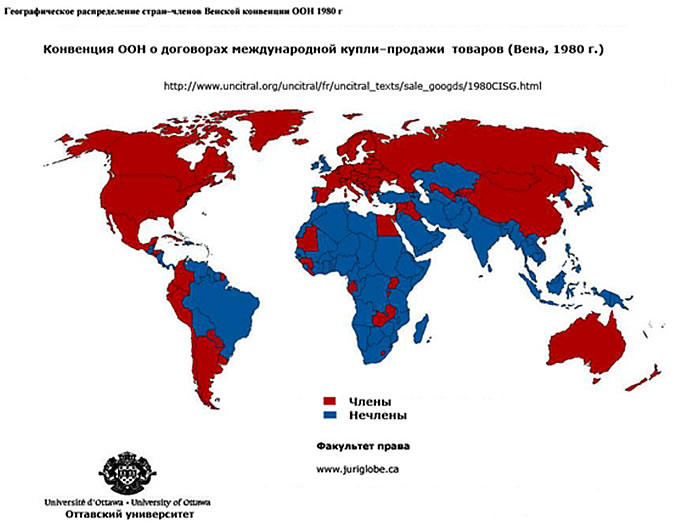 Географическое распределение стран–членов Венской конвенции ООН 1980 г
Конвенция ООН о договорах международной купли–продажи товаров (Вена, 1980 г.)
http://www.uncitral.org/uncitral/fr/uncitral_texts/sale_googds/1980CISG.html
Члены
Нечлены
Факультет права
www.juriglobe.ca
Université d'Ottawa - University of Ottawa
Оттавский университет